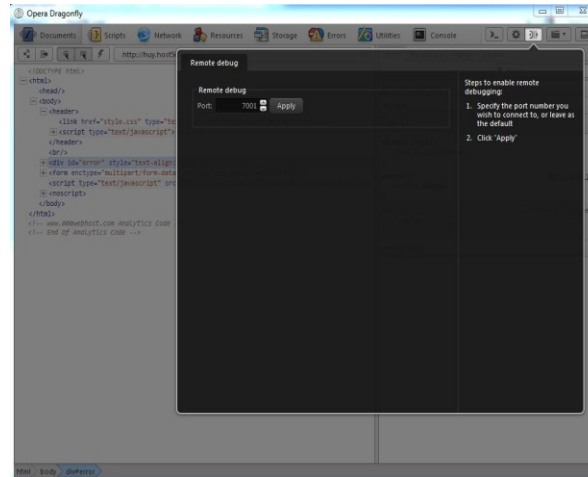 Opera Dragonfly
Documents Scripts Network Resources Storage Errors Utilities Console
http://huy.host5
Remote debug
Remote debug
Port: 7001 Apply
Steps to enable remote debugging:
1. Specify the port number you
wish to connect to, or leave as
the default
2. Click 'Apply'
<!DOCTYPE html>
<html>
<head/>
<body>
<header>
<link href="style.css" type="te
<script type="text/javascript">
</header>
<br/>
<div id="error" style="text-align:
<form enctype="multipart/form-data
<script type="text/javascript" src
<noscript>
</body>
</html>
<!-- www.000webhost.com Analytics Code
<!-- End Of Analytics Code -->
html body div#error